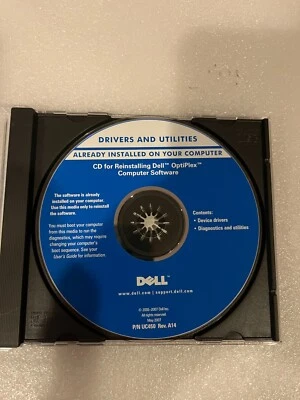 DRIVERS AND UTILITIES
ALREADY INSTALLED ON YOUR COMPUTER
CD for Reinstalling Dell™ OptiPlex™
Computer Software
The software is already
installed on your computer.
Use this media only to reinstall
the software.
You must boot your computer
from this media to run the
diagnostics, which may require
changing your computer's
boot sequence. See your
User's Guide for information.
Contents:
• Device drivers
• Diagnostics and utilities
DELL™
www.dell.com | support.dell.com
© 2005–2007 Dell Inc.
All rights reserved.
May 2007
P/N UC450 Rev. A14